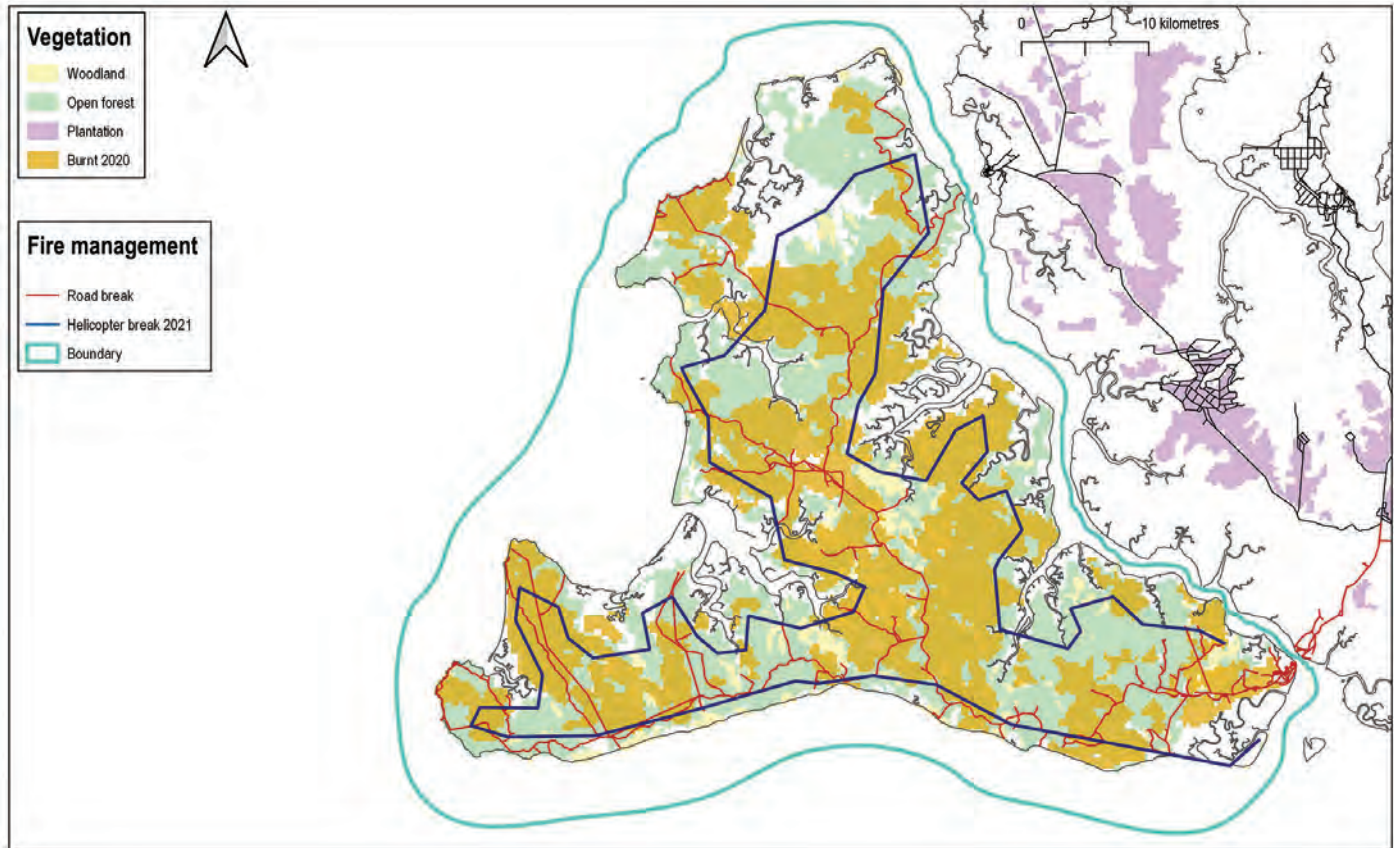 Vegetation
Woodland
Open forest
Plantation
Burnt 2020
Fire management
Road break
Helicopter break 2021
Boundary
0 5 10 kilometres